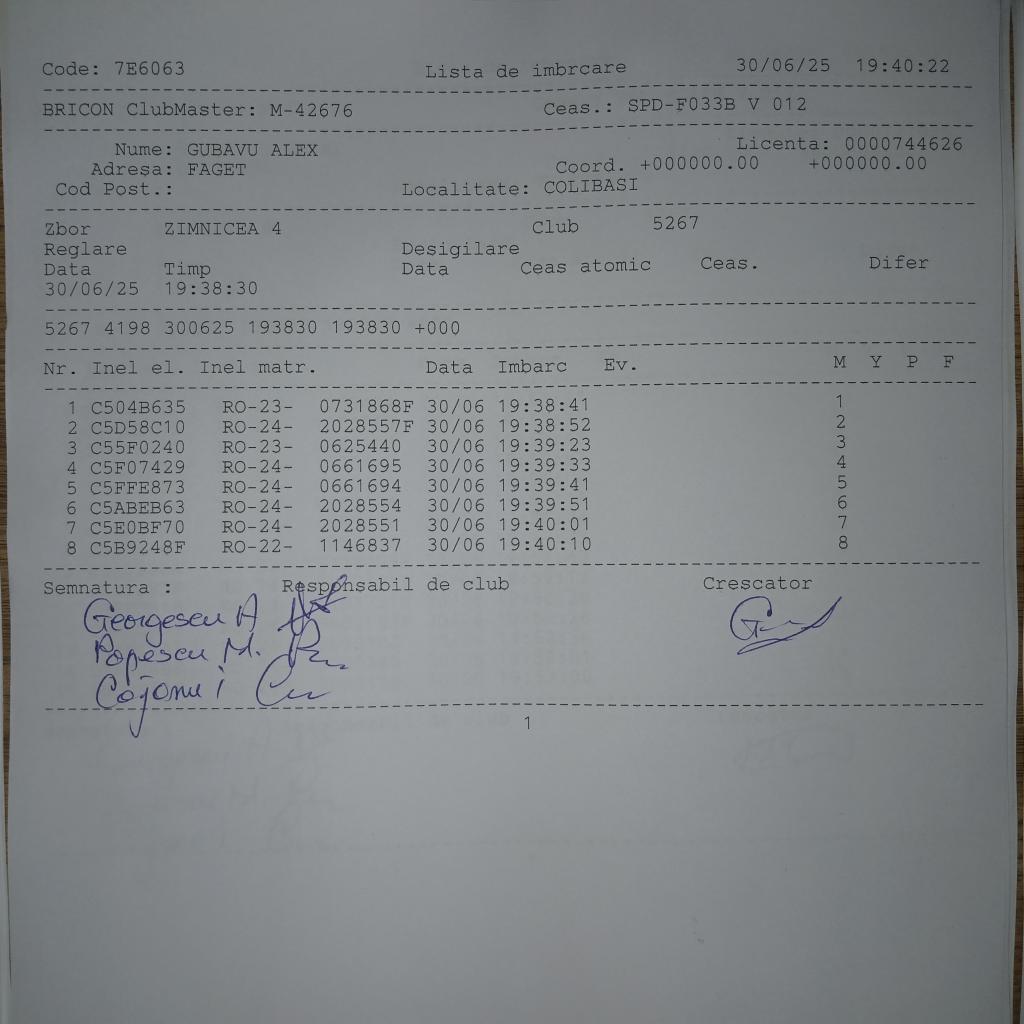 Code: 7E6063 Lista de imbrcare 30/06/25 19:40:22
BRICON ClubMaster: M-42676 Ceas.: SPD-F033B V 012
Nume: GUBAVU ALEX Licenta: 0000744626
Adresa: FAGET Coord. +000000.00 +000000.00
Cod Post.: Localitate: COLIBASI
Zbor ZIMNICEA 4 Club 5267
Reglare Desigilare
Data Timp Data Ceas atomic Ceas. Difer
30/06/25 19:38:30
5267 4198 300625 193830 193830 +000
Nr. Inel el. Inel matr. Data Imbarc Ev. M Y P F
1 C504B635 RO-23- 0731868F 30/06 19:38:41 1
2 C5D58C10 RO-24- 2028557F 30/06 19:38:52 2
3 C55F0240 RO-23- 0625440 30/06 19:39:23 3
4 C5F07429 RO-24- 0661695 30/06 19:39:33 4
5 C5FFE873 RO-24- 0661694 30/06 19:39:41 5
6 C5ABEB63 RO-24- 2028554 30/06 19:39:51 6
7 C5E0BF70 RO-24- 2028551 30/06 19:40:01 7
8 C5B9248F RO-22- 1146837 30/06 19:40:10 8
Semnatura : Responsabil de club Crescator
Georgescu A
Popescu M.
Cojanu i
1